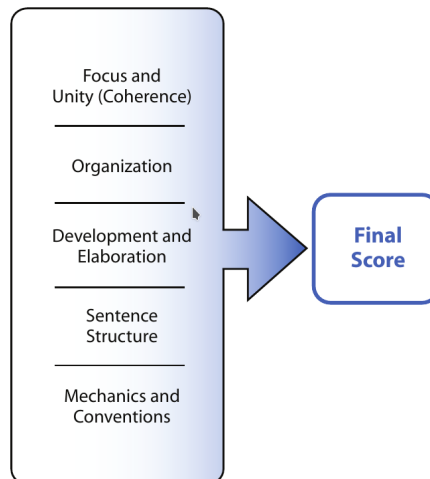 Focus and
Unity (Coherence)
Organization
Development and
Elaboration
Sentence
Structure
Mechanics and
Conventions
Final
Score